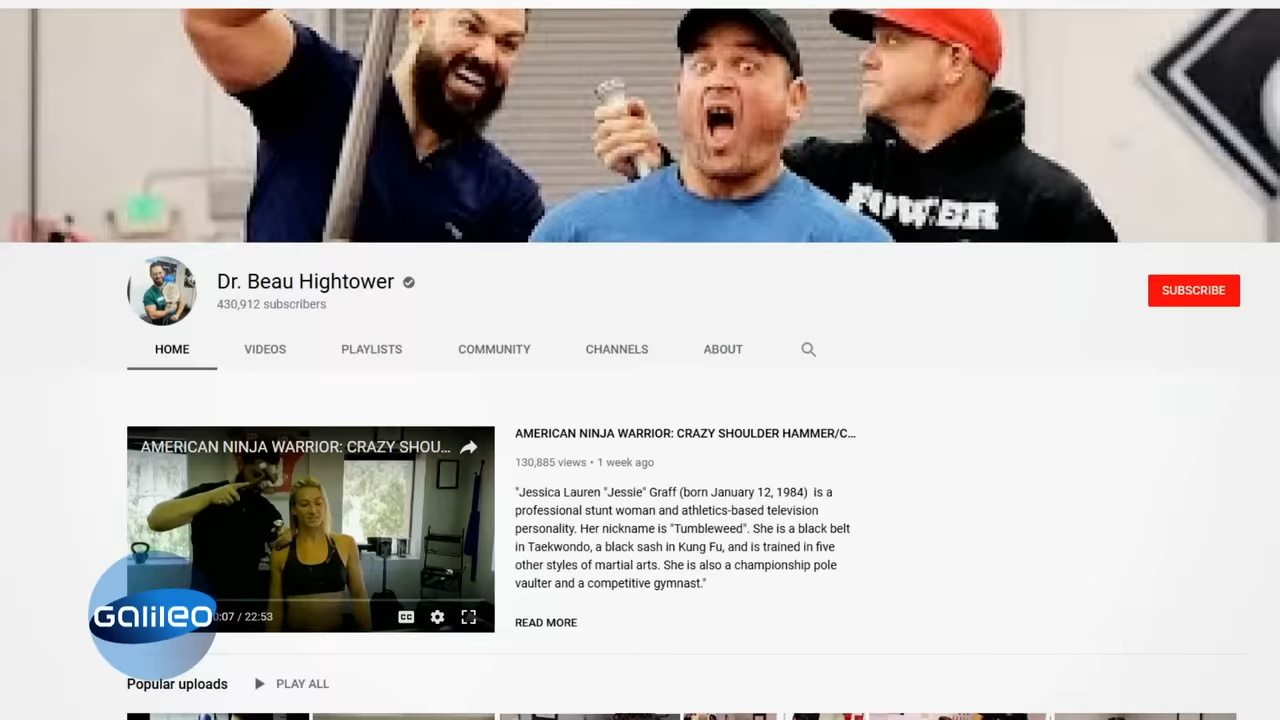 POWER
Dr. Beau Hightower
430,912 subscribers
SUBSCRIBE
HOME VIDEOS PLAYLISTS COMMUNITY CHANNELS ABOUT
AMERICAN NINJA WARRIOR: CRAZY SHOU...
AMERICAN NINJA WARRIOR: CRAZY SHOULDER HAMMER/C...
130,885 views • 1 week ago
"Jessica Lauren "Jessie" Graff (born January 12, 1984) is a
professional stunt woman and athletics-based television
personality. Her nickname is "Tumbleweed". She is a black belt
in Taekwondo, a black sash in Kung Fu, and is trained in five
other styles of martial arts. She is also a championship pole
vaulter and a competitive gymnast."
READ MORE
Galileo
0:07 / 22:53
CC
Popular uploads PLAY ALL